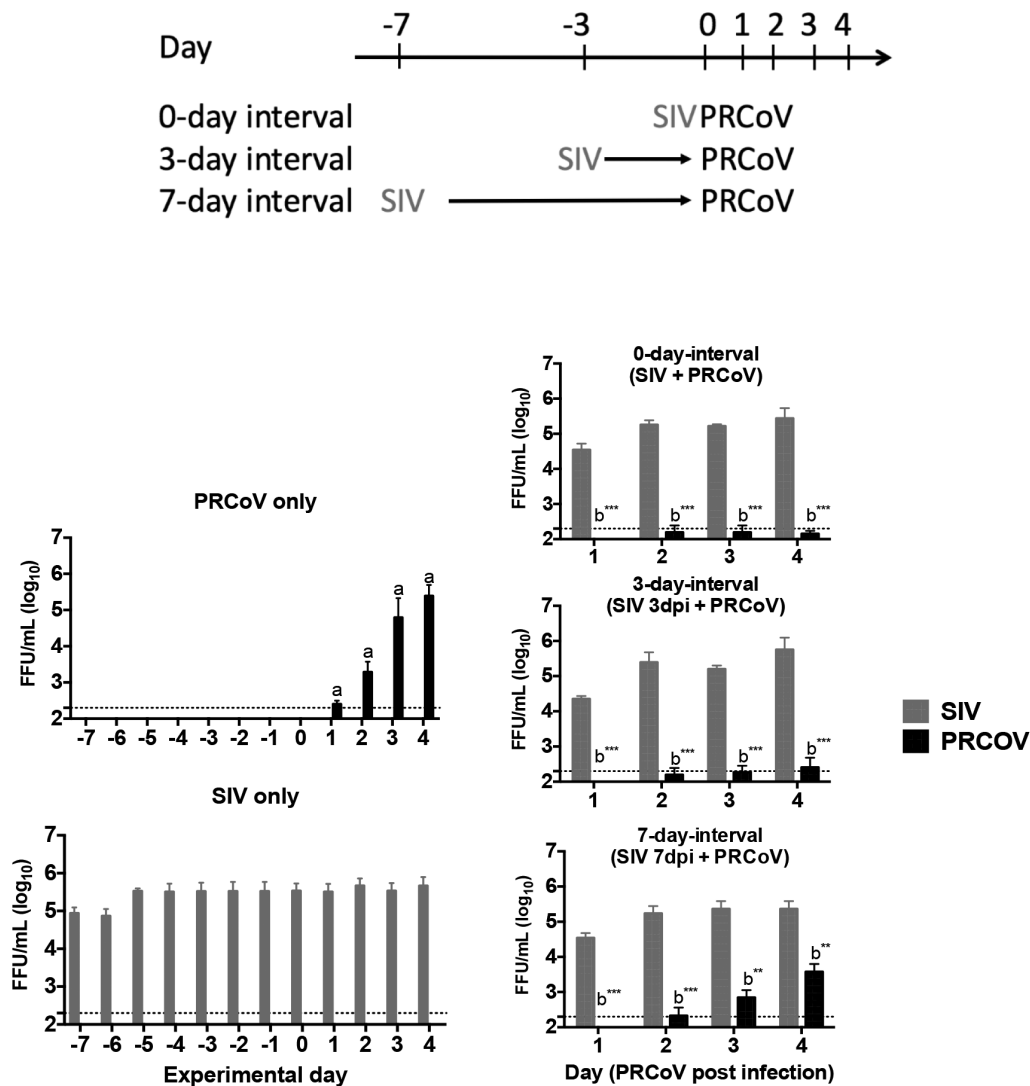 Day -7 -3 0 1 2 3 4
0-day interval SIV PRCoV
3-day interval SIV PRCoV
7-day interval SIV PRCoV
PRCoV only
FFU/mL (log10)
7
6
5
4
3
2
a a a a
-7 -6 -5 -4 -3 -2 -1 0 1 2 3 4
SIV only
FFU/mL (log10)
7
6
5
4
3
2
-7 -6 -5 -4 -3 -2 -1 0 1 2 3 4
Experimental day
0-day-interval
(SIV + PRCoV)
FFU/mL (log10)
7
6
5
4
3
2
b*** b*** b*** b***
1 2 3 4
3-day-interval
(SIV 3dpi + PRCoV)
FFU/mL (log10)
7
6
5
4
3
2
b*** b*** b*** b***
1 2 3 4
7-day-interval
(SIV 7dpi + PRCoV)
FFU/mL (log10)
7
6
5
4
3
2
b*** b*** b** b**
1 2 3 4
Day (PRCoV post infection)
SIV
PRCOV